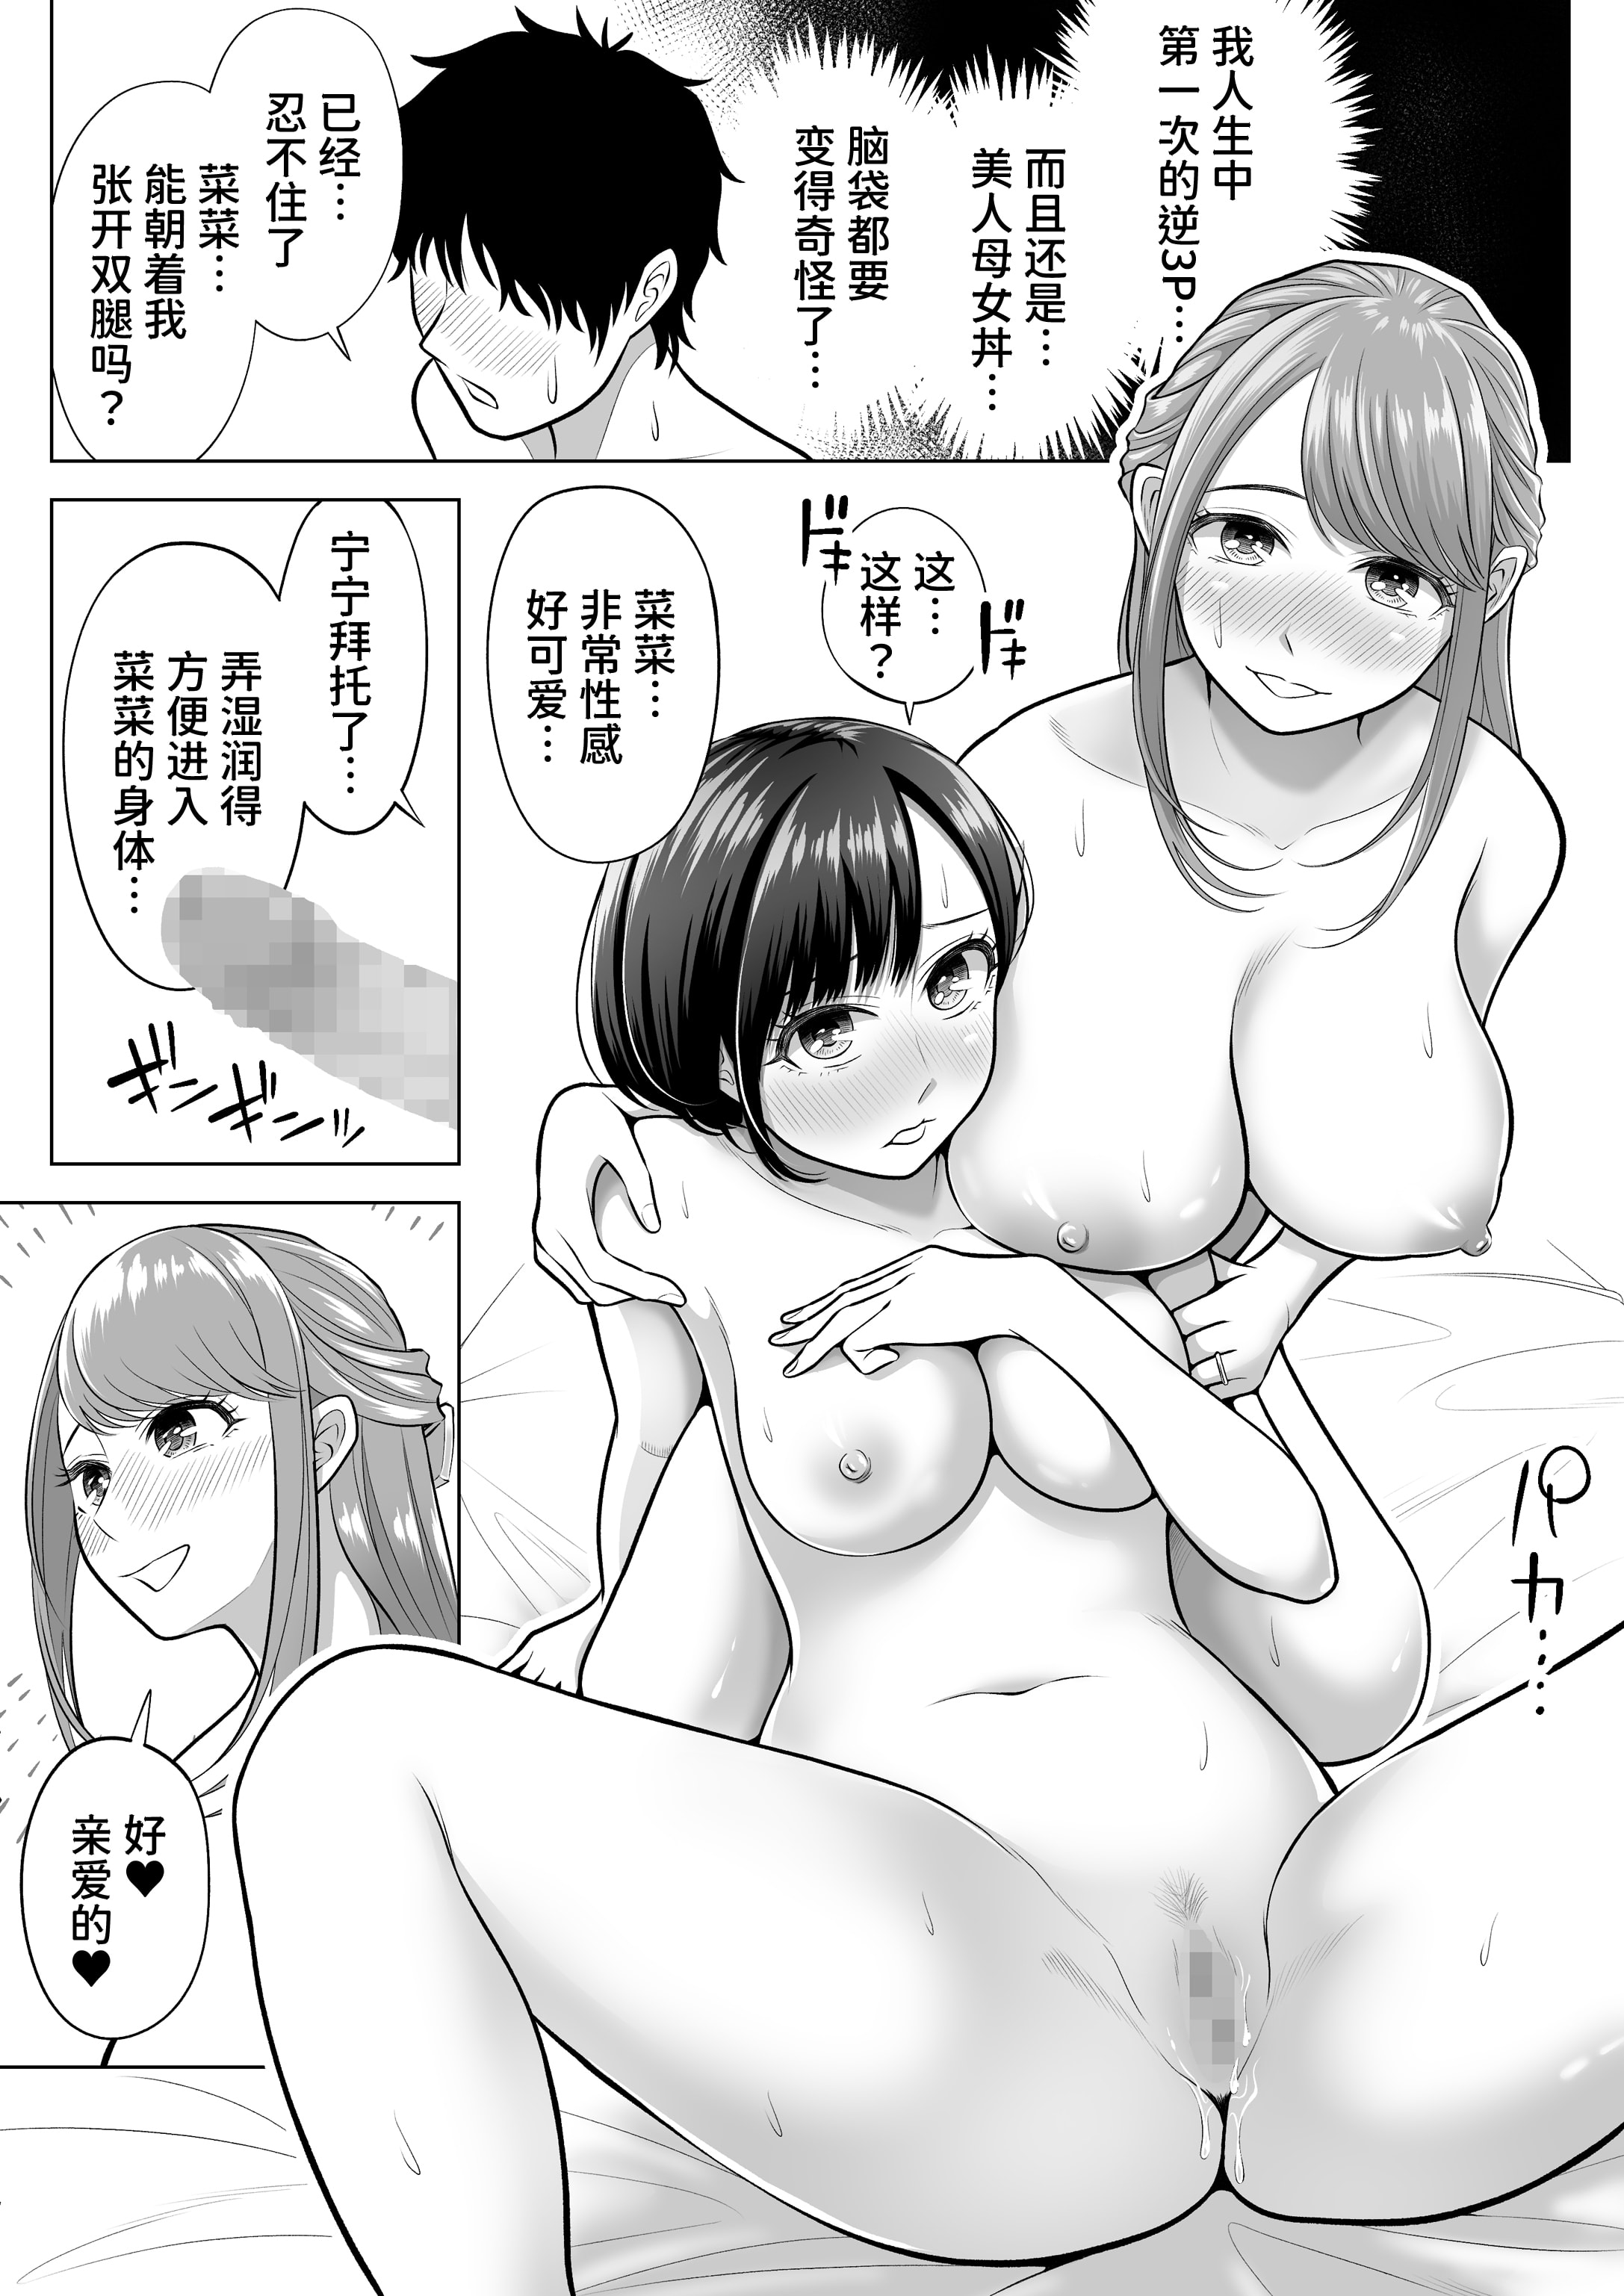 我人生中
第一次的逆3P…
而且还是…
美人母女丼…
脑袋都要
变得奇怪了…
已经…
忍不住了
菜菜…
能朝着我
张开双腿吗？
ドキ
ドキ
这…
这样？
菜菜…
非常性感
好可爱…
パカ……
宁宁拜托了…
弄湿润得
方便进入
菜菜的身体…
ギンギン
好♥
亲爱的♥